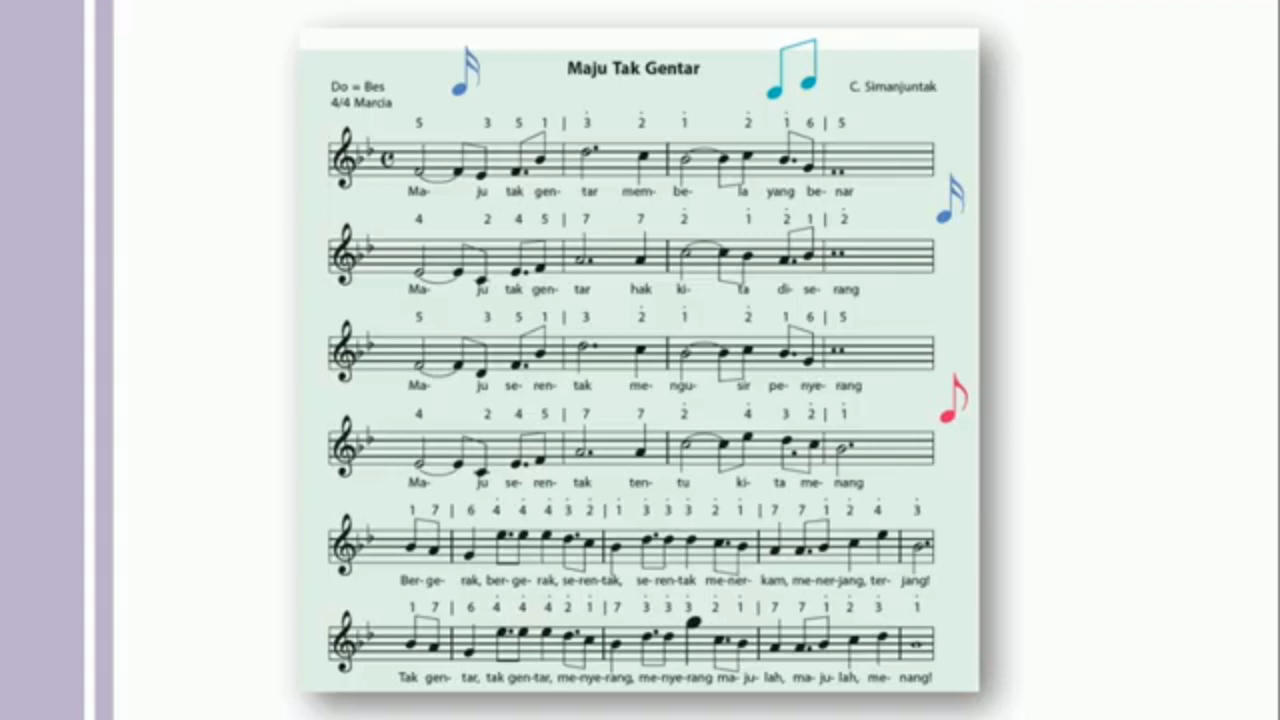 Maju Tak Gentar
Do = Bes
C. Simanjuntak
4/4 Marcia
5 3 5 1 | 3 2 1 2 1 6 | 5
Ma- ju tak gen- tar mem- be- la yang be- nar
4 2 4 5 | 7 7 2 1 2 1 | 2
Ma- ju tak gen- tar hak ki- ta di- se- rang
5 3 5 1 | 3 2 1 2 1 6 | 5
Ma- ju se- ren- tak me- ngu- sir pe- nye- rang
4 2 4 5 | 7 7 2 4 3 2 | 1
Ma- ju se- ren- tak ten- tu ki- ta me- nang
1 7 | 6 4 4 4 3 2 | 1 3 3 3 2 1 | 7 7 1 2 4 3
Ber- ge- rak, ber- ge- rak, se-ren-tak, se- ren-tak me-ner- kam, me-ner-jang, ter- jang!
1 7 | 6 4 4 4 2 1 | 7 3 3 3 2 1 | 7 7 1 2 3 1
Tak gen- tar, tak gen-tar, me-nye-rang, me-nye-rang ma- ju- lah, ma- ju- lah, me- nang!